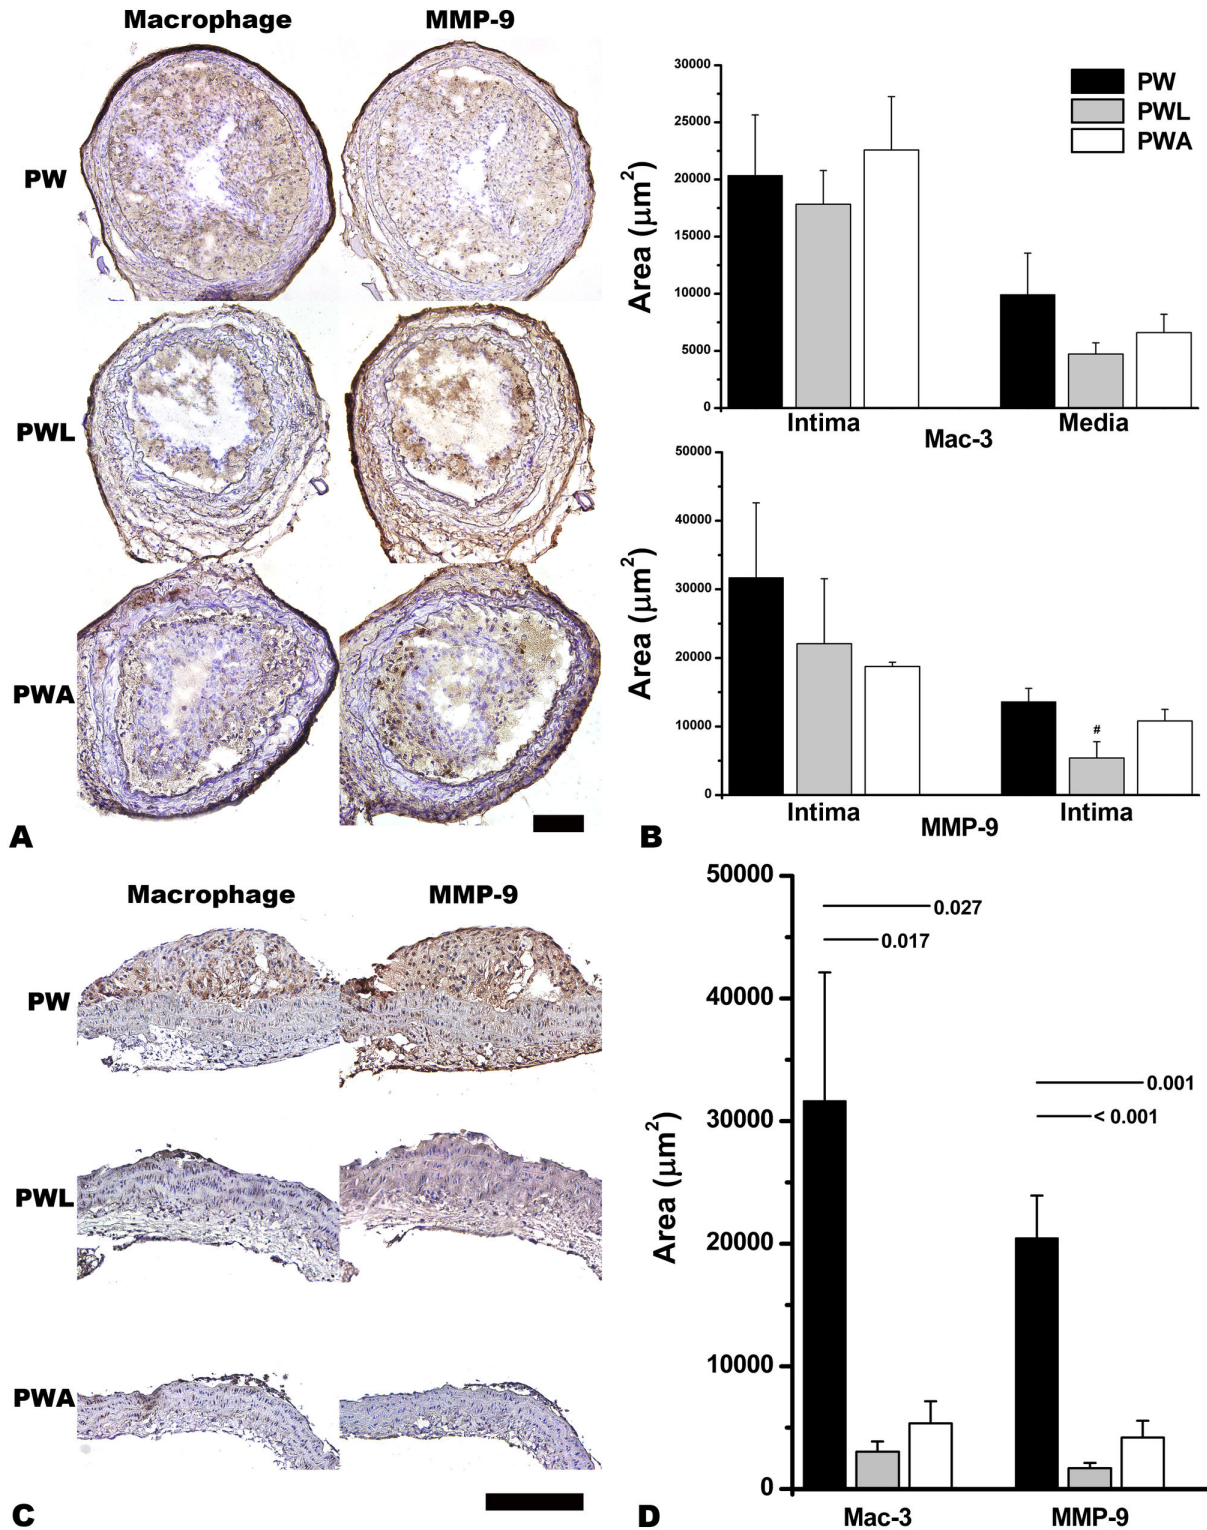 Macrophage MMP-9
PW
PWL
PWA
A
30000
25000
20000
15000
10000
5000
0
Area (μm²)
PW
PWL
PWA
Intima Media
Mac-3
50000
40000
30000
20000
10000
0
Area (μm²)
#
Intima Intima
MMP-9
B
Macrophage MMP-9
PW
PWL
PWA
C
50000
40000
30000
20000
10000
0
Area (μm²)
0.027
0.017
0.001
< 0.001
Mac-3 MMP-9
D